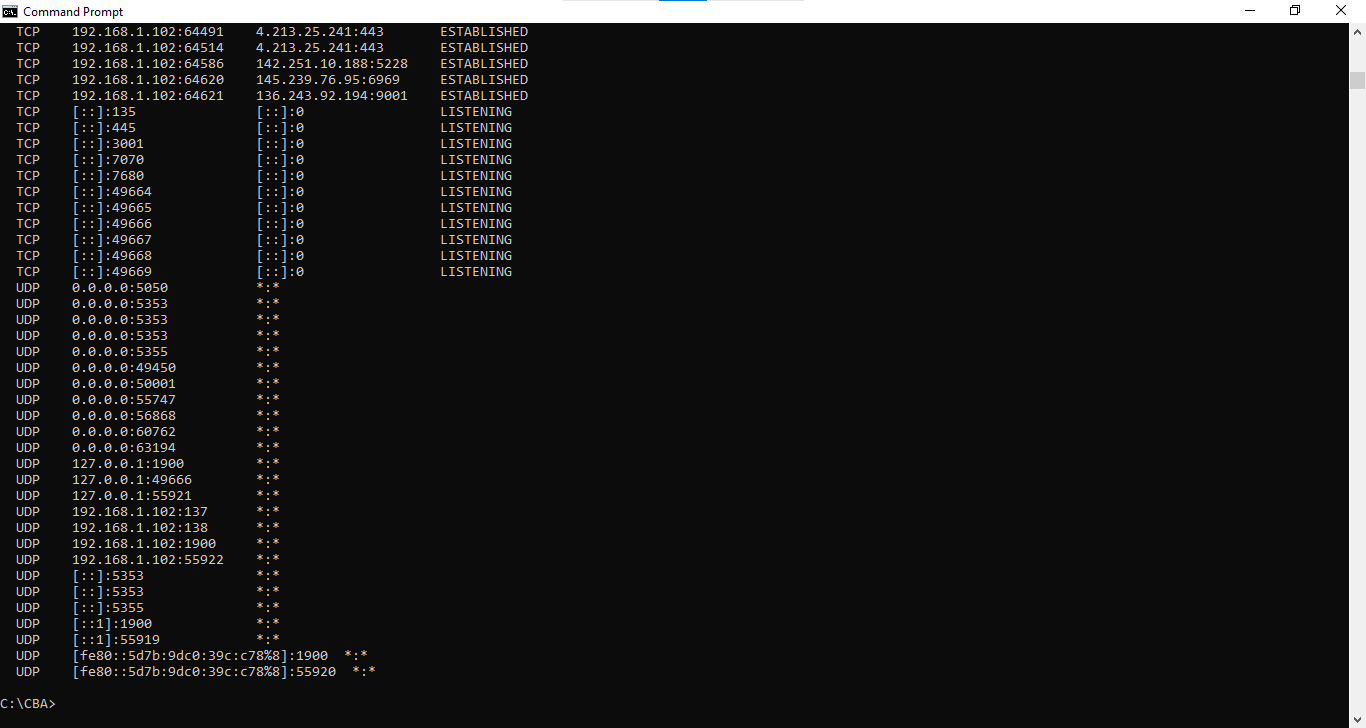 Command Prompt
TCP    192.168.1.102:64491    4.213.25.241:443       ESTABLISHED
TCP    192.168.1.102:64514    4.213.25.241:443       ESTABLISHED
TCP    192.168.1.102:64586    142.251.10.188:5228    ESTABLISHED
TCP    192.168.1.102:64620    145.239.76.95:6969     ESTABLISHED
TCP    192.168.1.102:64621    136.243.92.194:9001    ESTABLISHED
TCP    [::]:135               [::]:0                 LISTENING
TCP    [::]:445               [::]:0                 LISTENING
TCP    [::]:3001              [::]:0                 LISTENING
TCP    [::]:7070              [::]:0                 LISTENING
TCP    [::]:7680              [::]:0                 LISTENING
TCP    [::]:49664             [::]:0                 LISTENING
TCP    [::]:49665             [::]:0                 LISTENING
TCP    [::]:49666             [::]:0                 LISTENING
TCP    [::]:49667             [::]:0                 LISTENING
TCP    [::]:49668             [::]:0                 LISTENING
TCP    [::]:49669             [::]:0                 LISTENING
UDP    0.0.0.0:5050           *:*
UDP    0.0.0.0:5353           *:*
UDP    0.0.0.0:5353           *:*
UDP    0.0.0.0:5353           *:*
UDP    0.0.0.0:5355           *:*
UDP    0.0.0.0:49450          *:*
UDP    0.0.0.0:50001          *:*
UDP    0.0.0.0:55747          *:*
UDP    0.0.0.0:56868          *:*
UDP    0.0.0.0:60762          *:*
UDP    0.0.0.0:63194          *:*
UDP    127.0.0.1:1900         *:*
UDP    127.0.0.1:49666        *:*
UDP    127.0.0.1:55921        *:*
UDP    192.168.1.102:137      *:*
UDP    192.168.1.102:138      *:*
UDP    192.168.1.102:1900     *:*
UDP    192.168.1.102:55922    *:*
UDP    [::]:5353              *:*
UDP    [::]:5353              *:*
UDP    [::]:5355              *:*
UDP    [::1]:1900             *:*
UDP    [::1]:55919            *:*
UDP    [fe80::5d7b:9dc0:39c:c78%8]:1900  *:*
UDP    [fe80::5d7b:9dc0:39c:c78%8]:55920  *:*
C:\CBA>